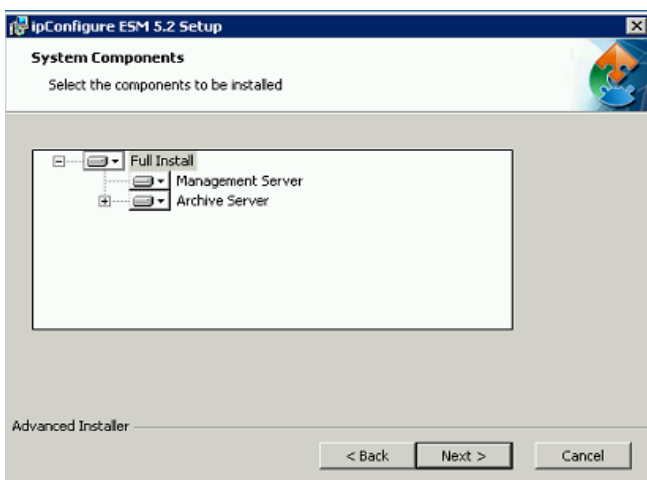 ipConfigure ESM 5.2 Setup
System Components
Select the components to be installed
Full Install
Management Server
Archive Server
Advanced Installer
< Back
Next >
Cancel